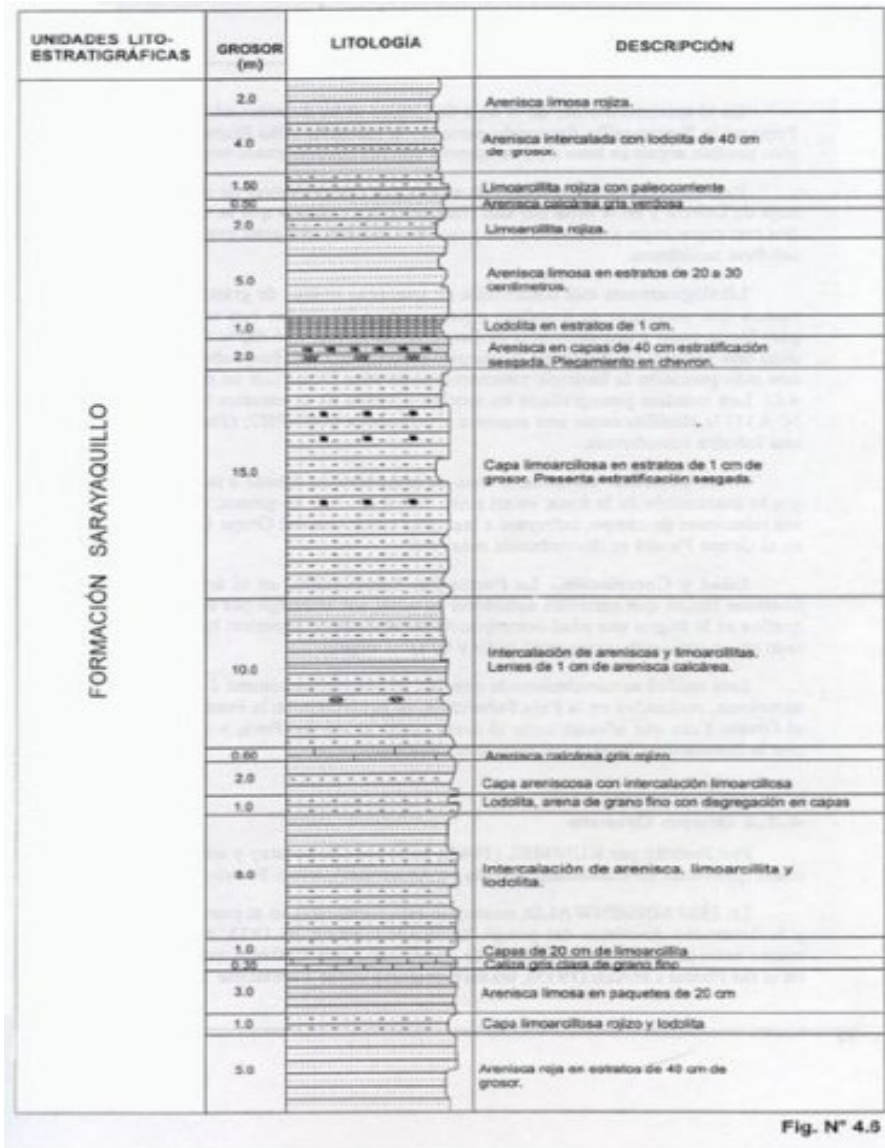 UNIDADES LITO-
ESTRATIGRÁFICAS
GROSOR
(m)
LITOLOGÍA
DESCRIPCIÓN
FORMACIÓN SARAYAQUILLO
2.0
Arenisca limosa rojiza.
4.0
Arenisca intercalada con lodolita de 40 cm
de grosor.
1.50
Limoarcillita rojiza con paleocorriente
0.50
Arenisca calcárea gris verdosa
2.0
Limoarcillita rojiza.
5.0
Arenisca limosa en estratos de 20 a 30
centímetros.
1.0
Lodolita en estratos de 1 cm.
2.0
Arenisca en capas de 40 cm estratificación
sesgada. Plegamiento en chevron.
15.0
Capa limoarcillosa en estratos de 1 cm de
grosor. Presenta estratificación sesgada.
10.0
Intercalación de areniscas y limoarcillitas.
Lentes de 1 cm de arenisca calcárea.
0.60
Arenisca calcárea gris rojizo
2.0
Capa areniscosa con intercalación limoarcillosa
1.0
Lodolita, arena de grano fino con disgregación en capas
8.0
Intercalación de arenisca, limoarcillita y
lodolita.
1.0
Capas de 20 cm de limoarcillita
0.30
Caliza gris clara de grano fino
3.0
Arenisca limosa en paquetes de 20 cm
1.0
Capa limoarcillosa rojizo y lodolita
5.0
Arenisca roja en estratos de 40 cm de
grosor.
Fig. N° 4.6